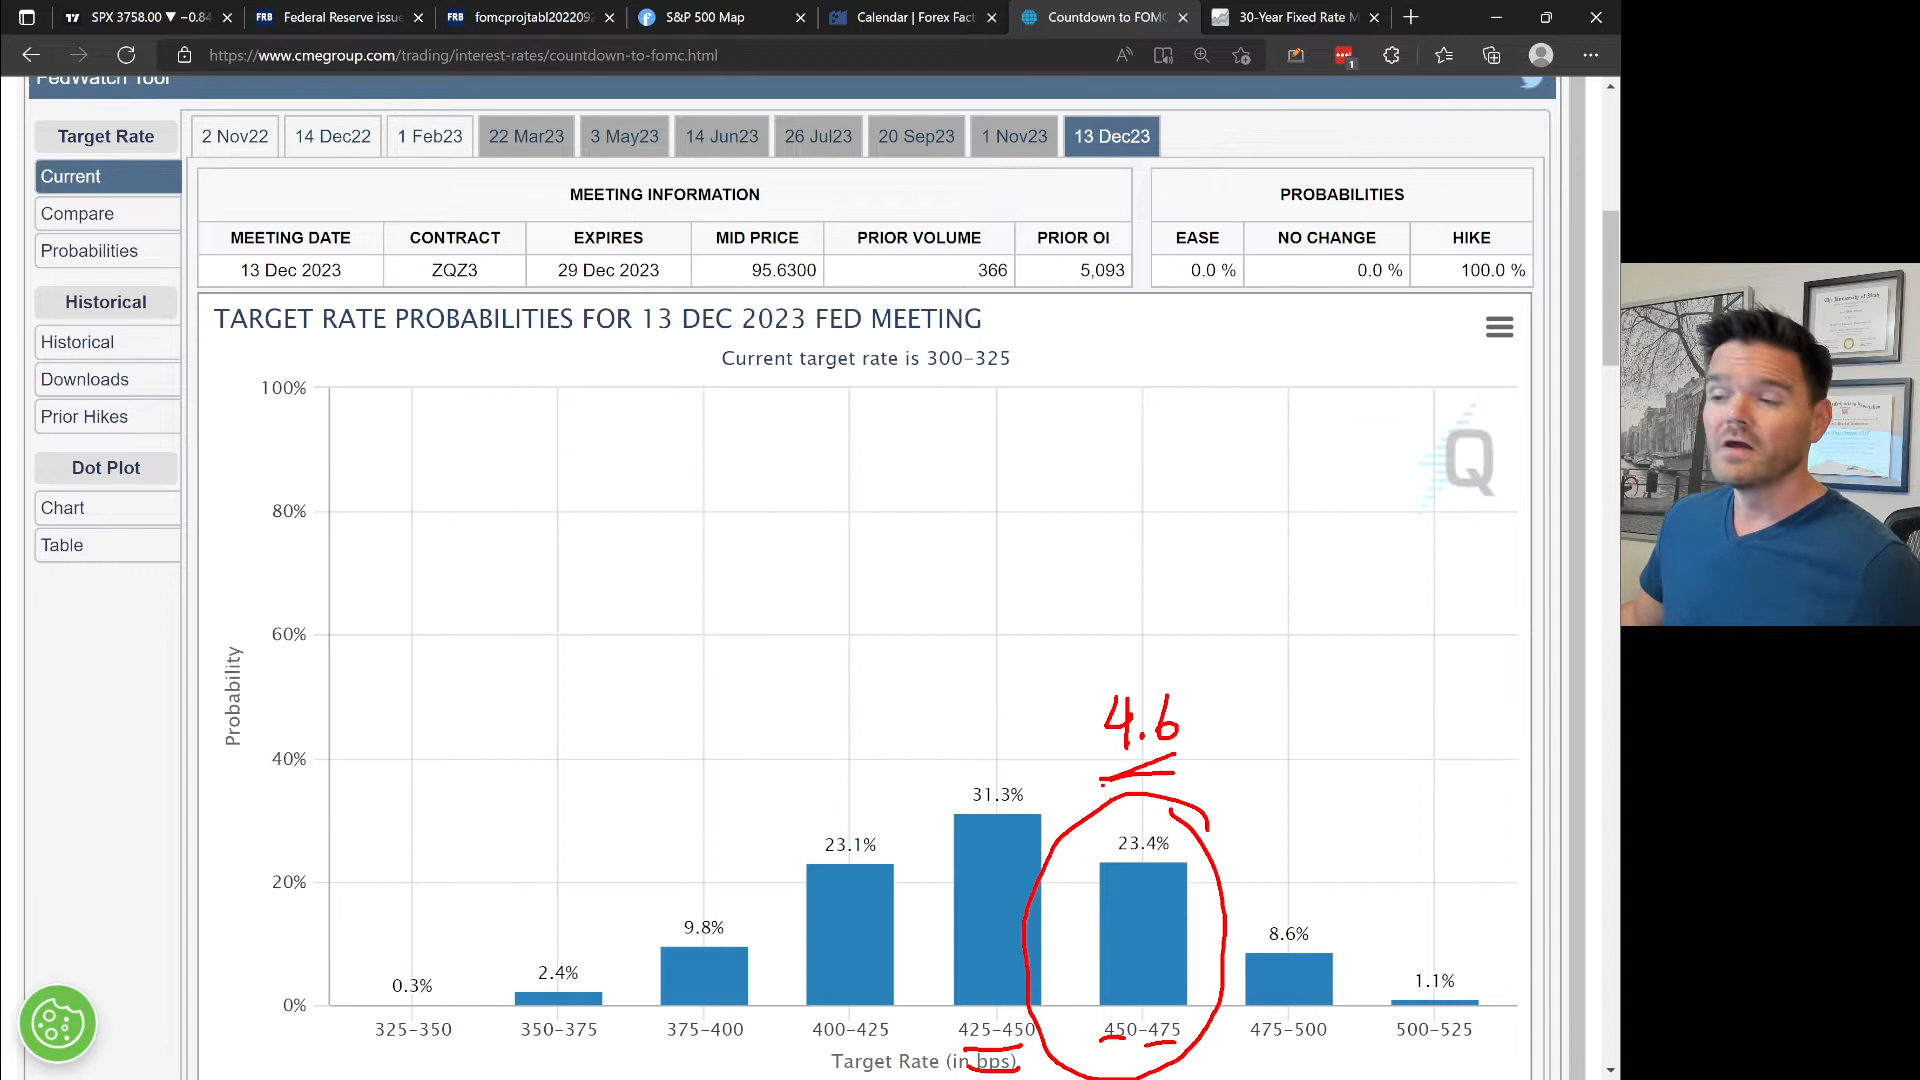 SPX 3758.00 ▼ −0.84
FRB Federal Reserve issue
FRB fomcprojtabl2022092
S&P 500 Map
Calendar | Forex Fact
Countdown to FOMC
30-Year Fixed Rate M
https://www.cmegroup.com/trading/interest-rates/countdown-to-fomc.html
1
FedWatch Tool
Target Rate
Current
Compare
Probabilities
Historical
Historical
Downloads
Prior Hikes
Dot Plot
Chart
Table
2 Nov22 14 Dec22 1 Feb23 22 Mar23 3 May23 14 Jun23 26 Jul23 20 Sep23 1 Nov23 13 Dec23
MEETING INFORMATION
MEETING DATE CONTRACT EXPIRES MID PRICE PRIOR VOLUME PRIOR OI
13 Dec 2023 ZQZ3 29 Dec 2023 95.6300 366 5,093
PROBABILITIES
EASE NO CHANGE HIKE
0.0 % 0.0 % 100.0 %
TARGET RATE PROBABILITIES FOR 13 DEC 2023 FED MEETING
Current target rate is 300–325
Q
Probability
100%
80%
60%
40%
20%
0%
4.6
0.3%
2.4%
9.8%
23.1%
31.3%
23.4%
8.6%
1.1%
325–350 350–375 375–400 400–425 425–450 450–475 475–500 500–525
Target Rate (in bps)